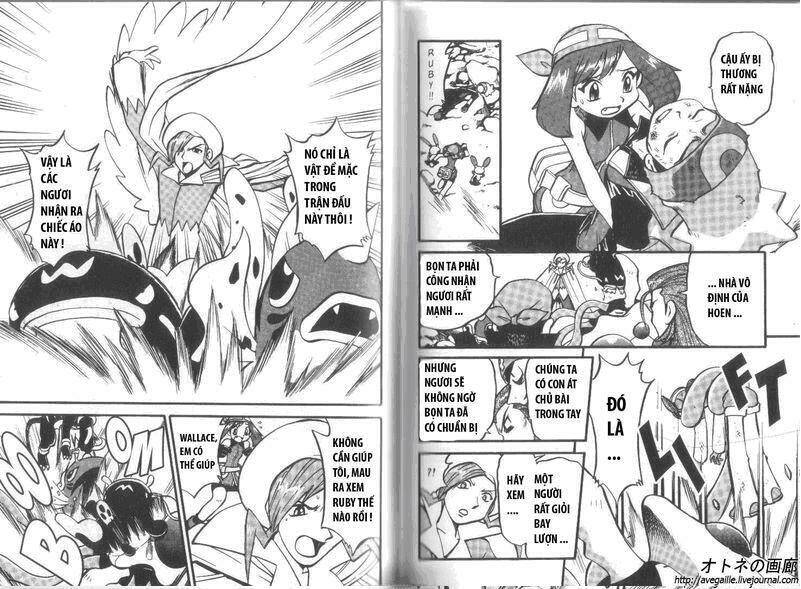 VẬY LÀ
CÁC
NGƯƠI
NHẬN RA
CHIẾC ÁO
NÀY !
NÓ CHỈ LÀ
VẬT ĐỂ MẶC
TRONG
TRẬN ĐẤU
NÀY THÔI !
BOOM
WALLACE,
EM CÓ
THỂ GIÚP
KHÔNG
CẦN GIÚP
TÔI, MAU
RA XEM
RUBY THẾ
NÀO RỒI !
RUBY!!
CẬU ẤY BỊ
THƯƠNG
RẤT NẶNG
BỌN TA PHẢI
CÔNG NHẬN
NGƯƠI RẤT
MẠNH ...
... NHÀ VÔ
ĐỊNH CỦA
HOEN ...
NHƯNG
NGƯƠI SẼ
KHÔNG NGỜ
BỌN TA ĐÃ
CÓ CHUẨN BỊ
CHÚNG TA
CÓ CON ÁT
CHỦ BÀI
TRONG TAY
ĐÓ
LÀ ...
LIFT
?!
HÃY
XEM
....
MỘT
NGƯỜI
RẤT GIỎI
BAY
LƯỢN ...
オトネの画廊
http://avegaille.livejournal.com/